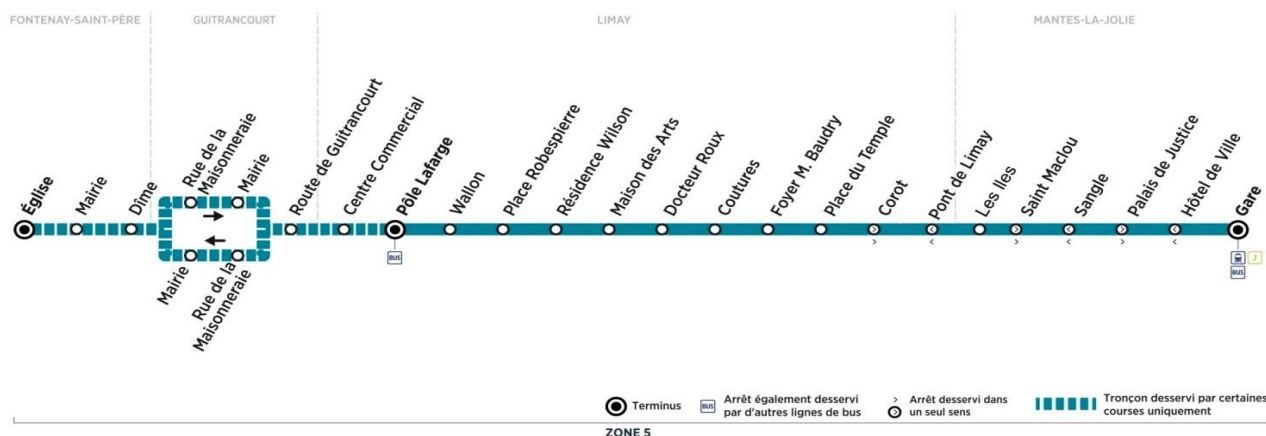 FONTENAY-SAINT-PÈRE
GUITRANCOURT
LIMAY
MANTES-LA-JOLIE
Église
Mairie
Dîme
Rue de la
Maisonneraie
Mairie
Mairie
Rue de la
Maisonneraie
Route de Guitrancourt
Centre Commercial
Pôle Lafarge
BUS
Wallon
Place Robespierre
Résidence Wilson
Maison des Arts
Docteur Roux
Coutures
Foyer M. Baudry
Place du Temple
Corot
Pont de Limay
Les Iles
Saint Maclou
Sangle
Palais de Justice
Hôtel de Ville
Gare
J
BUS
Terminus
BUS
Arrêt également desservi
par d'autres lignes de bus
Arrêt desservi dans
un seul sens
Tronçon desservi par certaines
courses uniquement
ZONE 5